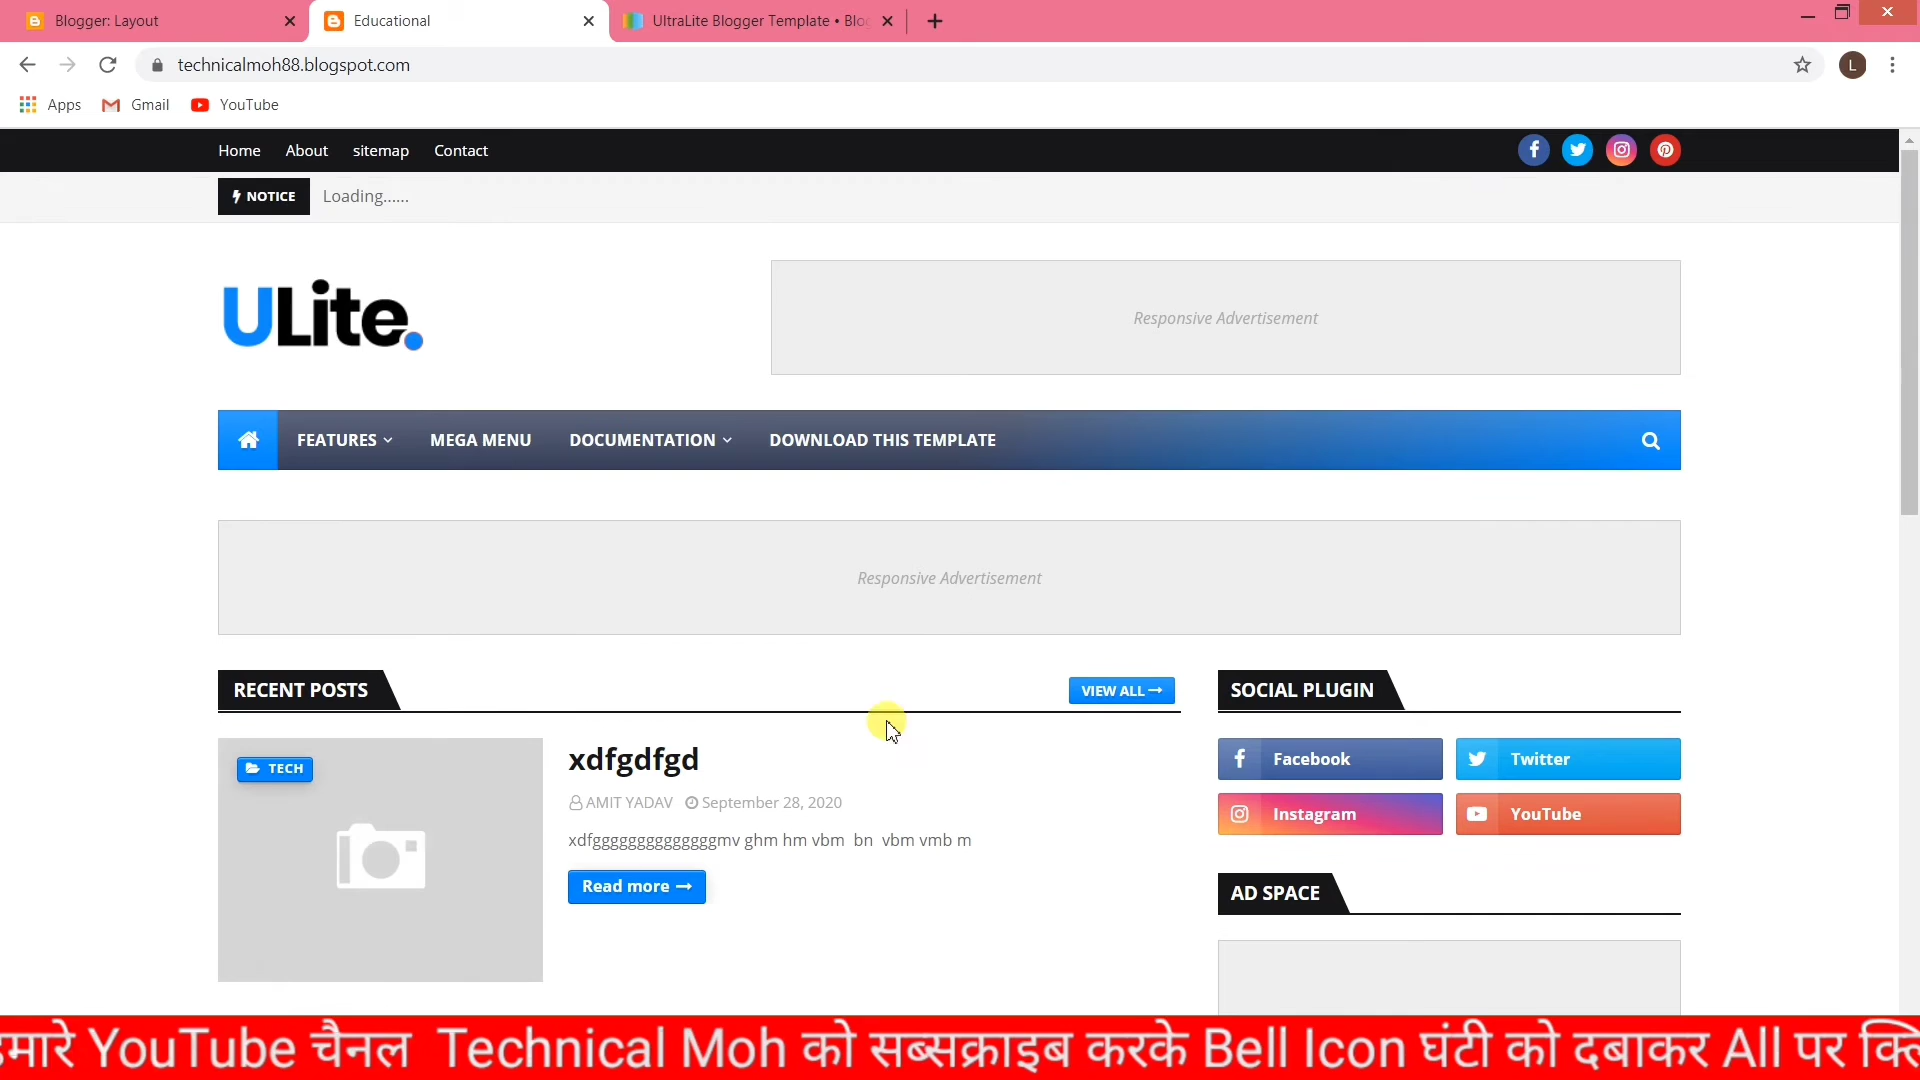 Blogger: Layout
Educational
UltraLite Blogger Template • Blo
technicalmoh88.blogspot.com
L
Apps
Gmail
YouTube
Home
About
sitemap
Contact
NOTICE
Loading......
ULite.
Responsive Advertisement
FEATURES
MEGA MENU
DOCUMENTATION
DOWNLOAD THIS TEMPLATE
Responsive Advertisement
RECENT POSTS
VIEW ALL
SOCIAL PLUGIN
TECH
xdfgdfgd
AMIT YADAV
September 28, 2020
xdfggggggggggggggmv ghm hm vbm bn vbm vmb m
Read more
Facebook
Twitter
Instagram
YouTube
AD SPACE
हमारे YouTube चैनल Technical Moh को सब्सक्राइब करके Bell Icon घंटी को दबाकर All पर क्लि